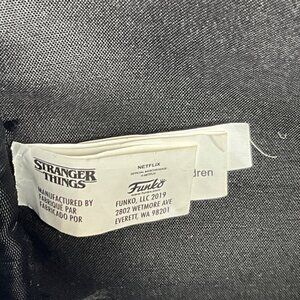 STRANGER
THINGS
MANUFACTURED BY
FABRIQUE PAR
FABRICADO POR
NETFLIX
Funko
FUNKO, LLC 2019
2802 WETMORE AVE
EVERETT, WA 98201
dren